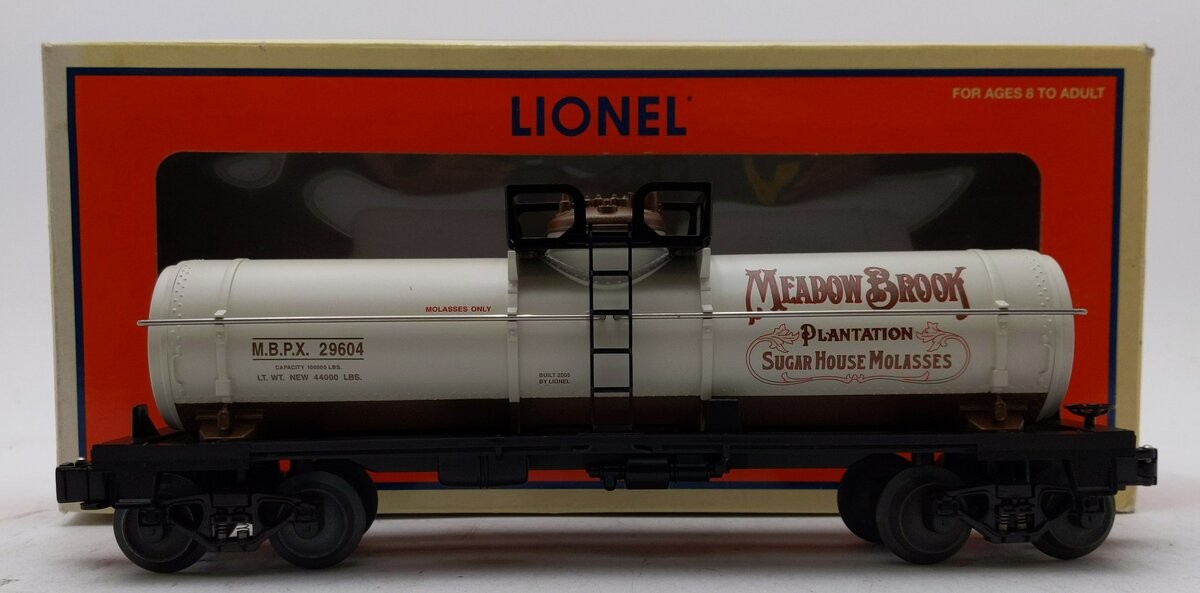 LIONEL
FOR AGES 8 TO ADULT
MOLASSES ONLY
M.B.P.X. 29604
CAPACITY 100000 LBS.
LT. WT. NEW 44000 LBS.
BUILT 2005
BY LIONEL
MEADOW BROOK
PLANTATION
SUGAR HOUSE MOLASSES